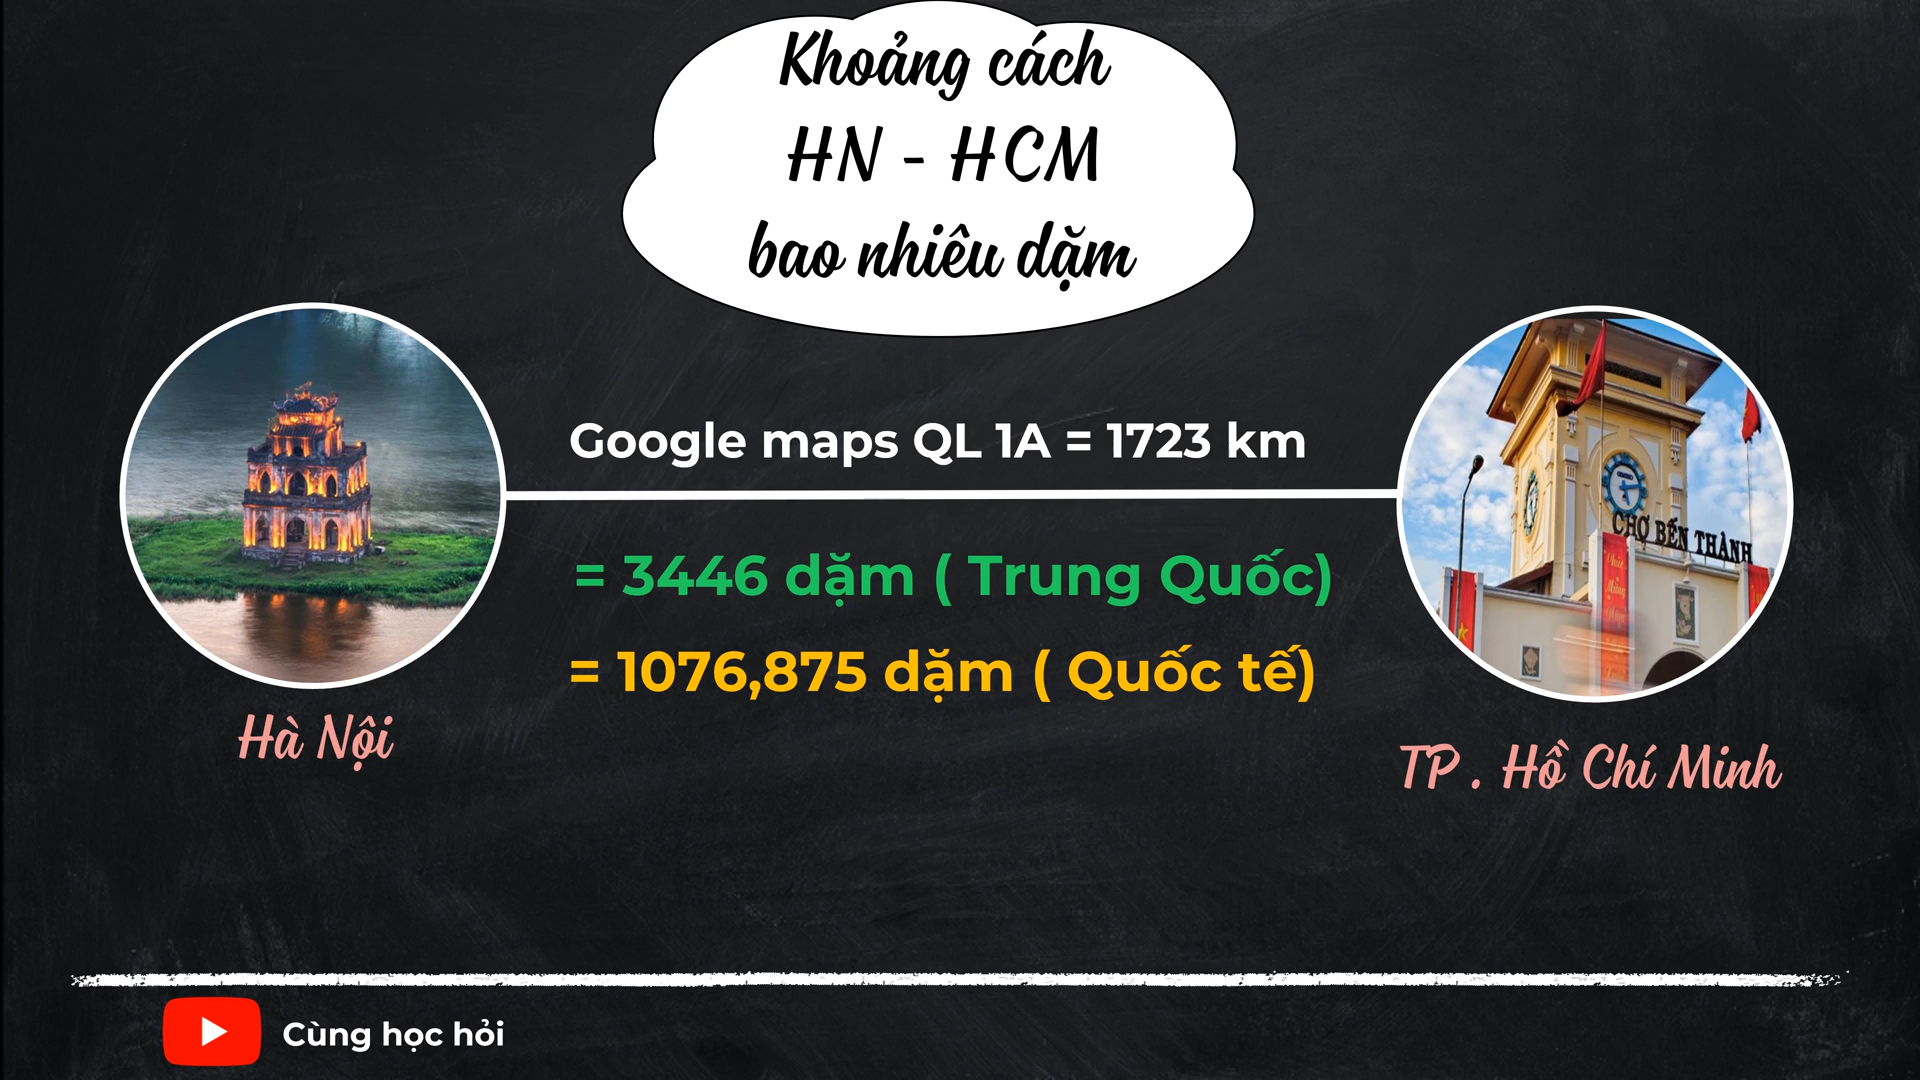 Khoảng cách
HN - HCM
bao nhiêu dặm
Google maps QL 1A = 1723 km
= 3446 dặm ( Trung Quốc)
= 1076,875 dặm ( Quốc tế)
CHỢ BẾN THÀNH
Hà Nội
TP . Hồ Chí Minh
Cùng học hỏi